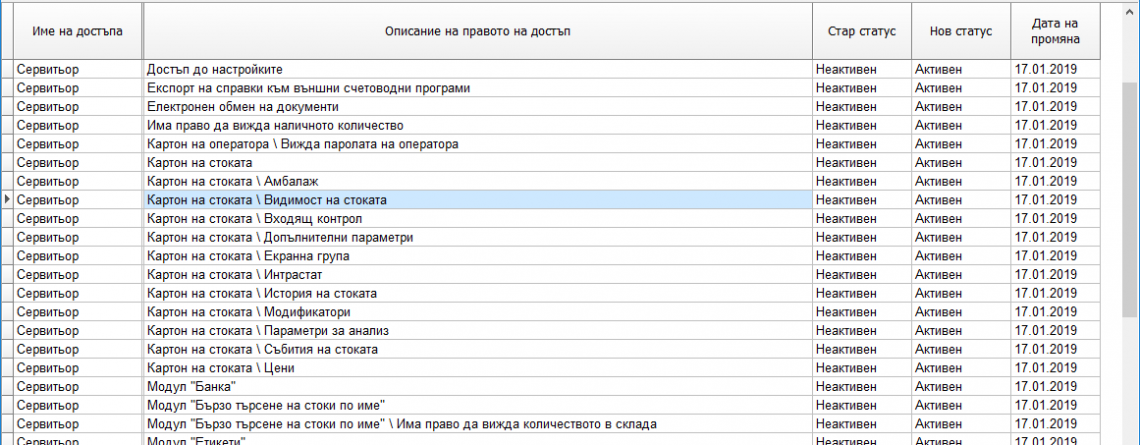 Име на достъпа Описание на правото на достъп Стар статус Нов статус Дата на промяна
Сервитьор Достъп до настройките Неактивен Активен 17.01.2019
Сервитьор Експорт на справки към външни счетоводни програми Неактивен Активен 17.01.2019
Сервитьор Електронен обмен на документи Неактивен Активен 17.01.2019
Сервитьор Има право да вижда наличното количество Неактивен Активен 17.01.2019
Сервитьор Картон на оператора \ Вижда паролата на оператора Неактивен Активен 17.01.2019
Сервитьор Картон на стоката Неактивен Активен 17.01.2019
Сервитьор Картон на стоката \ Амбалаж Неактивен Активен 17.01.2019
Сервитьор Картон на стоката \ Видимост на стоката Неактивен Активен 17.01.2019
Сервитьор Картон на стоката \ Входящ контрол Неактивен Активен 17.01.2019
Сервитьор Картон на стоката \ Допълнителни параметри Неактивен Активен 17.01.2019
Сервитьор Картон на стоката \ Екранна група Неактивен Активен 17.01.2019
Сервитьор Картон на стоката \ Интрастат Неактивен Активен 17.01.2019
Сервитьор Картон на стоката \ История на стоката Неактивен Активен 17.01.2019
Сервитьор Картон на стоката \ Модификатори Неактивен Активен 17.01.2019
Сервитьор Картон на стоката \ Параметри за анализ Неактивен Активен 17.01.2019
Сервитьор Картон на стоката \ Събития на стоката Неактивен Активен 17.01.2019
Сервитьор Картон на стоката \ Цени Неактивен Активен 17.01.2019
Сервитьор Модул "Банка" Неактивен Активен 17.01.2019
Сервитьор Модул "Бързо търсене на стоки по име" Неактивен Активен 17.01.2019
Сервитьор Модул "Бързо търсене на стоки по име" \ Има право да вижда количеството в склада Неактивен Активен 17.01.2019
Сервитьор Модул "Етикети" Неактивен Активен 17.01.2019